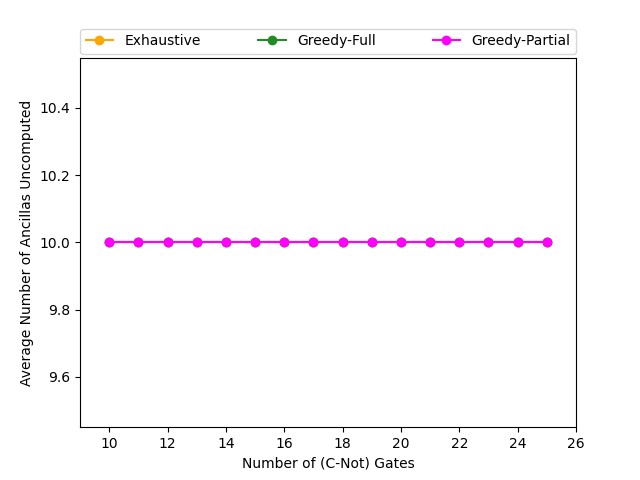 Exhaustive Greedy-Full Greedy-Partial
Average Number of Ancillas Uncomputed
10.4
10.2
10.0
9.8
9.6
10 12 14 16 18 20 22 24 26
Number of (C-Not) Gates